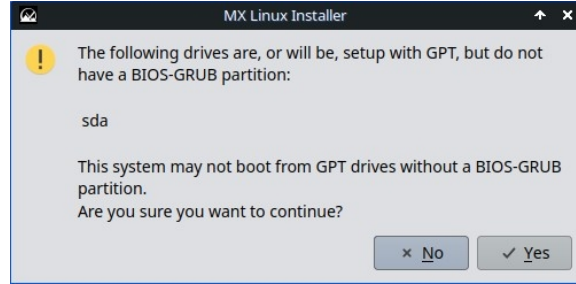 MX Linux Installer
The following drives are, or will be, setup with GPT, but do not
have a BIOS-GRUB partition:
sda
This system may not boot from GPT drives without a BIOS-GRUB
partition.
Are you sure you want to continue?
No
Yes